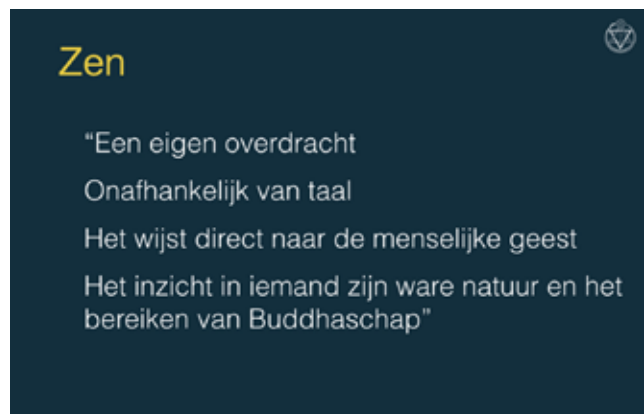 Zen
“Een eigen overdracht
Onafhankelijk van taal
Het wijst direct naar de menselijke geest
Het inzicht in iemand zijn ware natuur en het
bereiken van Buddhaschap”